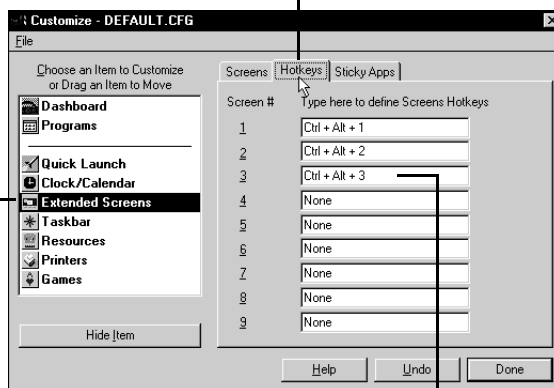 Customize - DEFAULT.CFG
File
Choose an Item to Customize
or Drag an Item to Move
Dashboard
Programs
Quick Launch
Clock/Calendar
Extended Screens
Taskbar
Resources
Printers
Games
Hide Item
Screens Hotkeys Sticky Apps
Screen # Type here to define Screens Hotkeys
1 Ctrl + Alt + 1
2 Ctrl + Alt + 2
3 Ctrl + Alt + 3
4 None
5 None
6 None
7 None
8 None
9 None
Help Undo Done